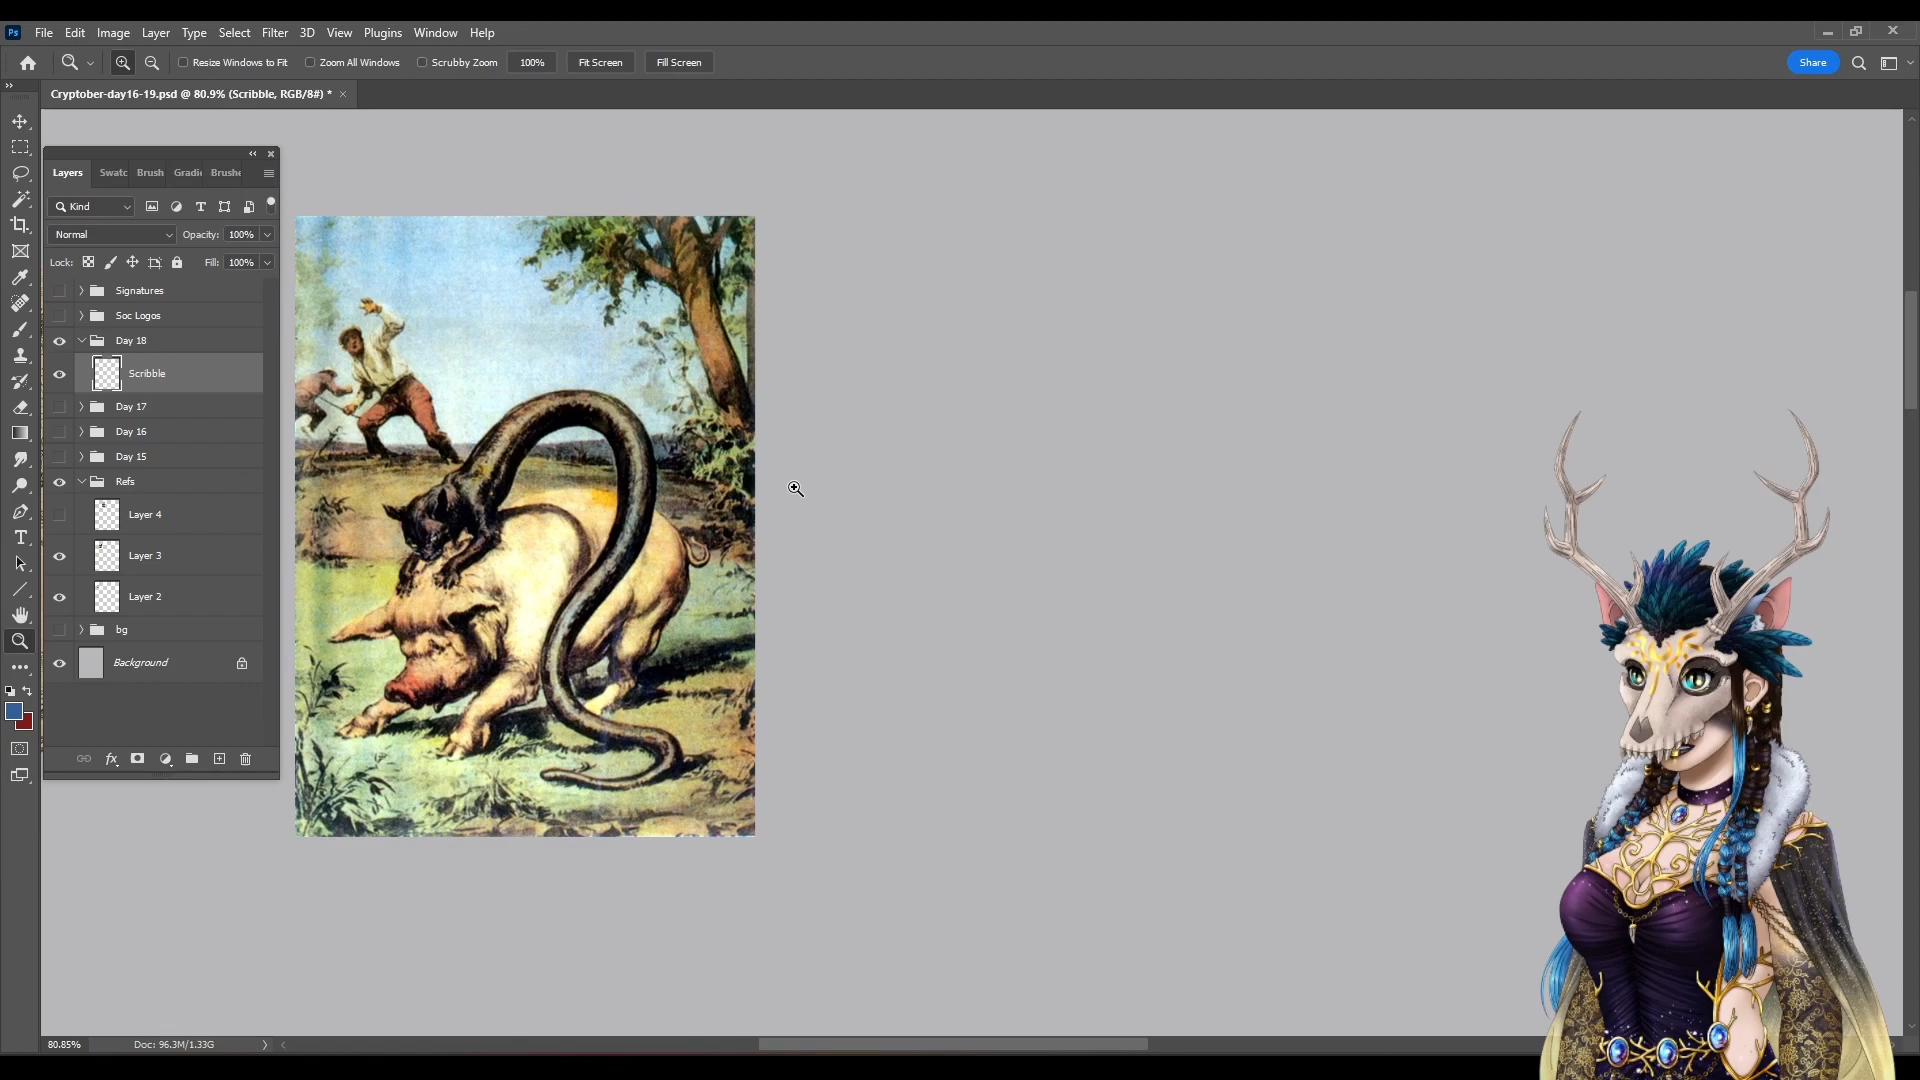 Ps File Edit Image Layer Type Select Filter 3D View Plugins Window Help
Resize Windows to Fit Zoom All Windows Scrubby Zoom 100% Fit Screen Fill Screen Share
Cryptober-day16-19.psd @ 80.9% (Scribble, RGB/8#) *
Layers Swatc Brush Gradi Brushe
Kind
Normal Opacity: 100%
Lock: Fill: 100%
Signatures
Soc Logos
Day 18
Scribble
Day 17
Day 16
Day 15
Refs
Layer 4
Layer 3
Layer 2
bg
Background
fx
80.85% Doc: 96.3M/1.33G